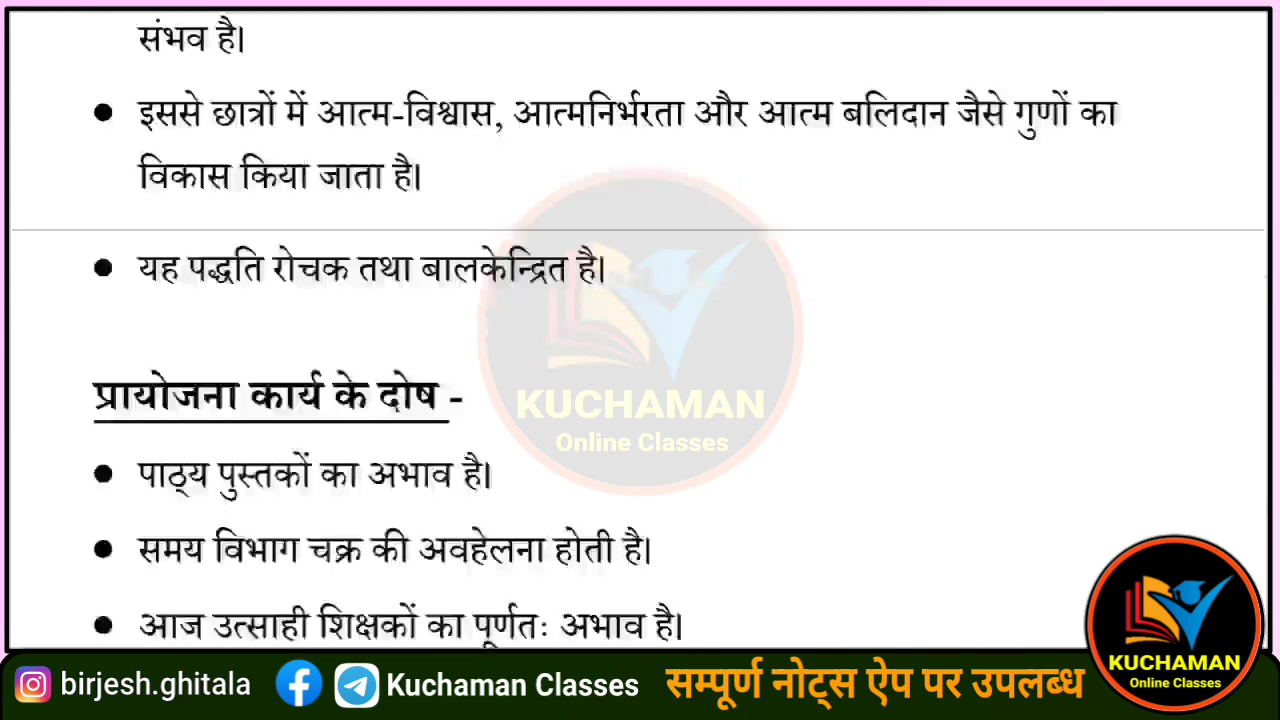 संभव है।
● इससे छात्रों में आत्म-विश्वास, आत्मनिर्भरता और आत्म बलिदान जैसे गुणों का
विकास किया जाता है।
● यह पद्धति रोचक तथा बालकेन्द्रित है।
प्रायोजना कार्य के दोष -
● पाठ्य पुस्तकों का अभाव है।
● समय विभाग चक्र की अवहेलना होती है।
● आज उत्साही शिक्षकों का पूर्णतः अभाव है।
KUCHAMAN
Online Classes
KUCHAMAN
Online Classes
birjesh.ghitala
Kuchaman Classes
सम्पूर्ण नोट्स ऐप पर उपलब्ध